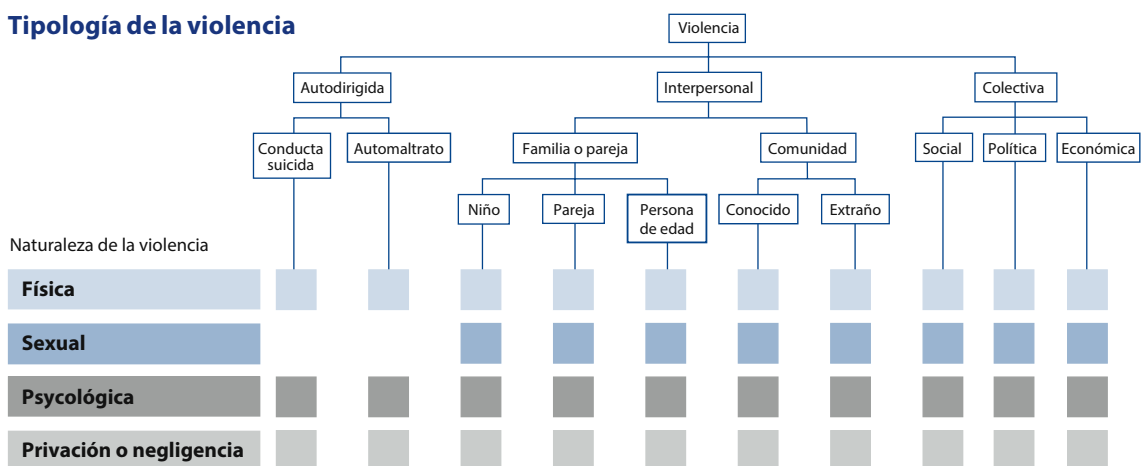 Tipología de la violencia
Violencia
Autodirigida
Interpersonal
Colectiva
Conducta
suicida
Automaltrato
Familia o pareja
Comunidad
Social
Política
Económica
Niño
Pareja
Persona
de edad
Conocido
Extraño
Naturaleza de la violencia
Física
Sexual
Psycológica
Privación o negligencia